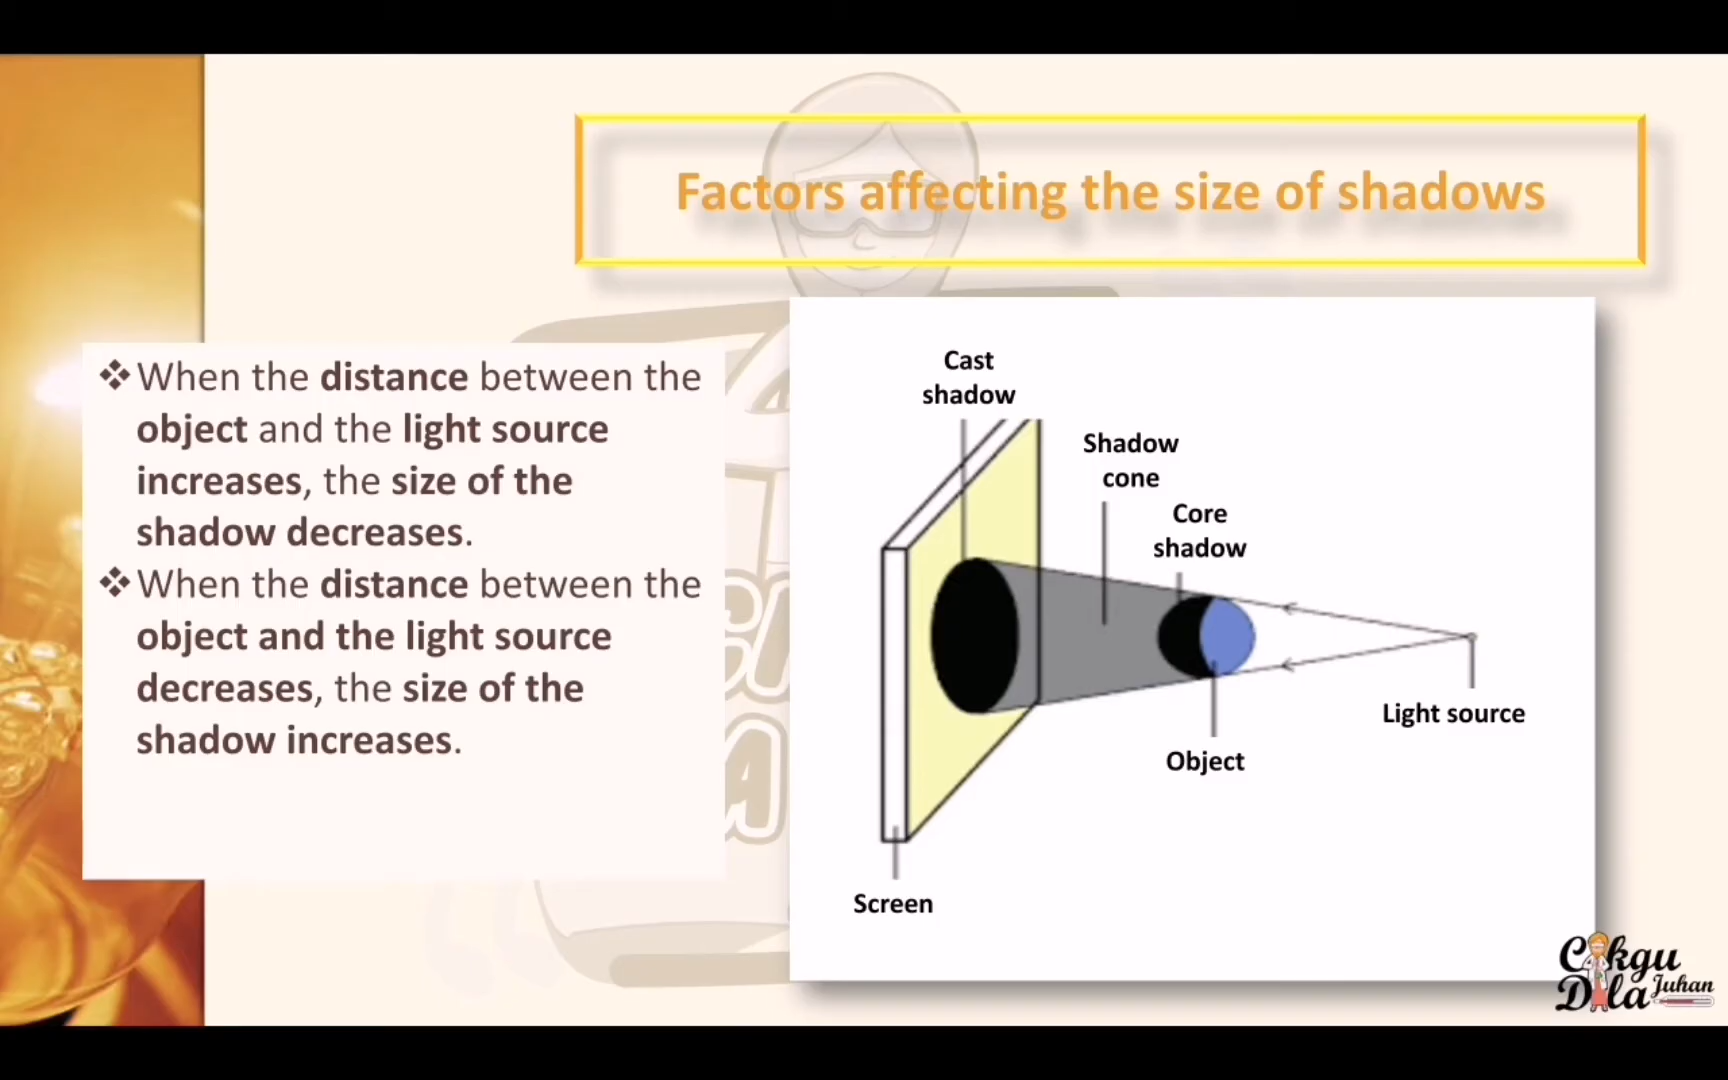 Factors affecting the size of shadows
❖When the distance between the
object and the light source
increases, the size of the
shadow decreases.
❖When the distance between the
object and the light source
decreases, the size of the
shadow increases.
Cast
shadow
Shadow
cone
Core
shadow
Light source
Object
Screen
Cikgu
Dila Juhan